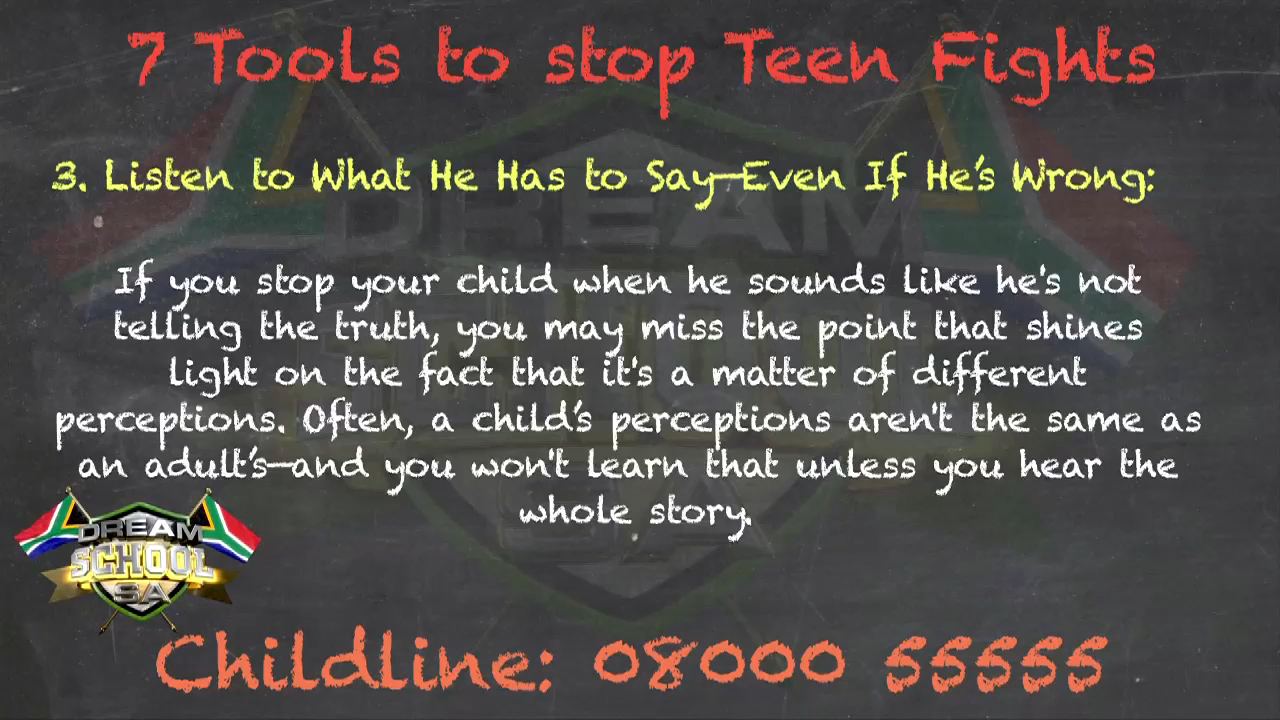 7 Tools to stop Teen Fights
3. Listen to What He Has to Say—Even If He's Wrong:
If you stop your child when he sounds like he's not
telling the truth, you may miss the point that shines
light on the fact that it's a matter of different
perceptions. Often, a child's perceptions aren't the same as
an adult's—and you won't learn that unless you hear the
whole story.
DREAM
SCHOOL
SA
Childline: 08000 55555